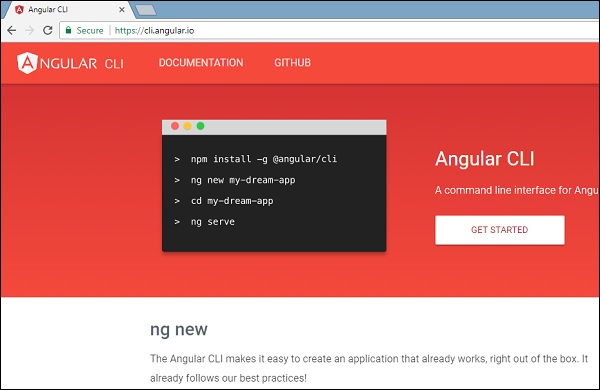 Angular CLI
Secure | https://cli.angular.io
ANGULAR CLI DOCUMENTATION GITHUB
> npm install –g @angular/cli
> ng new my-dream-app
> cd my-dream-app
> ng serve
Angular CLI
A command line interface for Angu
GET STARTED
ng new
The Angular CLI makes it easy to create an application that already works, right out of the box. It
already follows our best practices!